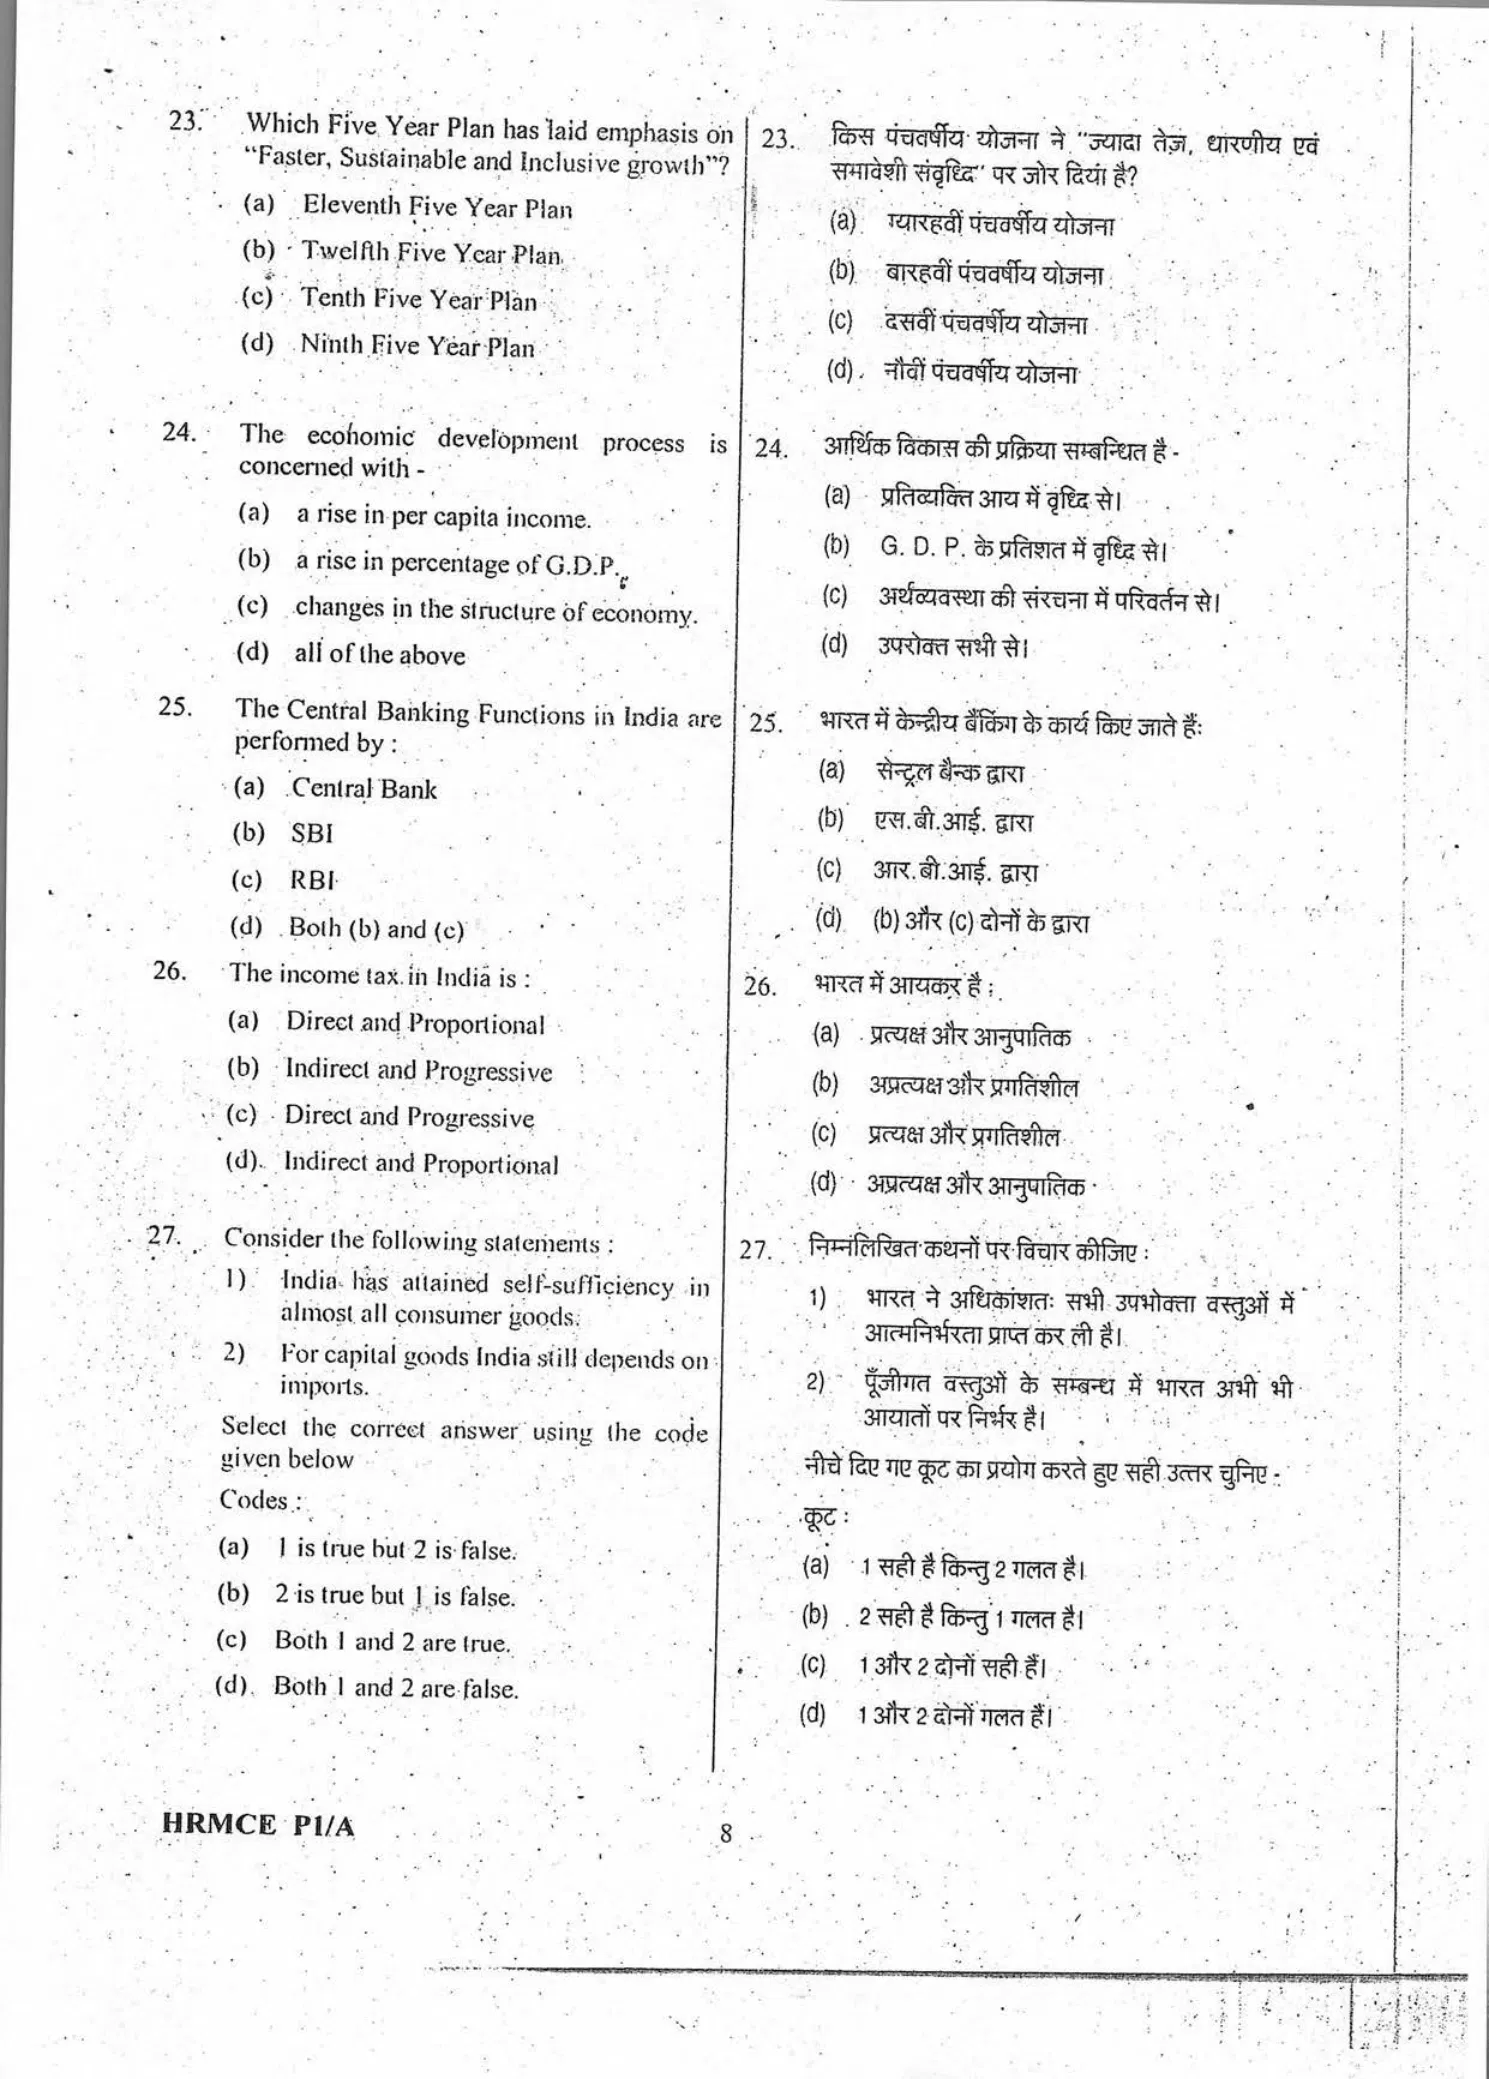 23. Which Five Year Plan has laid emphasis on
"Faster, Sustainable and Inclusive growth"?
(a) Eleventh Five Year Plan
(b) Twelfth Five Year Plan
(c) Tenth Five Year Plan
(d) Ninth Five Year Plan
24. The economic development process is
concerned with -
(a) a rise in per capita income.
(b) a rise in percentage of G.D.P.
(c) changes in the structure of economy.
(d) all of the above
25. The Central Banking Functions in India are
performed by :
(a) Central Bank
(b) SBI
(c) RBI
(d) Both (b) and (c)
26. The income tax in India is :
(a) Direct and Proportional
(b) Indirect and Progressive
(c) Direct and Progressive
(d) Indirect and Proportional
27. Consider the following statements :
1) India has attained self-sufficiency in
almost all consumer goods.
2) For capital goods India still depends on
imports.
Select the correct answer using the code
given below
Codes :
(a) 1 is true but 2 is false.
(b) 2 is true but 1 is false.
(c) Both 1 and 2 are true.
(d) Both 1 and 2 are false.
23. किस पंचवर्षीय योजना ने "ज्यादा तेज़, धारणीय एवं
समावेशी संवृध्दि" पर जोर दिया है?
(a) ग्यारहवीं पंचवर्षीय योजना
(b) बारहवीं पंचवर्षीय योजना
(c) दसवीं पंचवर्षीय योजना
(d) नौवीं पंचवर्षीय योजना
24. आर्थिक विकास की प्रक्रिया सम्बन्धित है -
(a) प्रतिव्यक्ति आय में वृध्दि से।
(b) G. D. P. के प्रतिशत में वृध्दि से।
(c) अर्थव्यवस्था की संरचना में परिवर्तन से।
(d) उपरोक्त सभी से।
25. भारत में केन्द्रीय बैंकिंग के कार्य किए जाते हैं:
(a) सेन्ट्रल बैन्क द्वारा
(b) एस.बी.आई. द्वारा
(c) आर.बी.आई. द्वारा
(d) (b) और (c) दोनों के द्वारा
26. भारत में आयकर है :
(a) प्रत्यक्ष और आनुपातिक
(b) अप्रत्यक्ष और प्रगतिशील
(c) प्रत्यक्ष और प्रगतिशील
(d) अप्रत्यक्ष और आनुपातिक
27. निम्नलिखित कथनों पर विचार कीजिए :
1) भारत ने अधिकांशतः सभी उपभोक्ता वस्तुओं में
आत्मनिर्भरता प्राप्त कर ली है।
2) पूँजीगत वस्तुओं के सम्बन्ध में भारत अभी भी
आयातों पर निर्भर है।
नीचे दिए गए कूट का प्रयोग करते हुए सही उत्तर चुनिए -
कूट :
(a) 1 सही है किन्तु 2 गलत है।
(b) 2 सही है किन्तु 1 गलत है।
(c) 1 और 2 दोनों सही हैं।
(d) 1 और 2 दोनों गलत हैं।
HRMCE P1/A
8